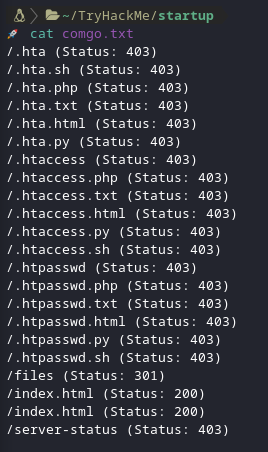 ~/TryHackMe/startup
cat comgo.txt
/.hta (Status: 403)
/.hta.sh (Status: 403)
/.hta.php (Status: 403)
/.hta.txt (Status: 403)
/.hta.html (Status: 403)
/.hta.py (Status: 403)
/.htaccess (Status: 403)
/.htaccess.php (Status: 403)
/.htaccess.txt (Status: 403)
/.htaccess.html (Status: 403)
/.htaccess.py (Status: 403)
/.htaccess.sh (Status: 403)
/.htpasswd (Status: 403)
/.htpasswd.php (Status: 403)
/.htpasswd.txt (Status: 403)
/.htpasswd.html (Status: 403)
/.htpasswd.py (Status: 403)
/.htpasswd.sh (Status: 403)
/files (Status: 301)
/index.html (Status: 200)
/index.html (Status: 200)
/server-status (Status: 403)